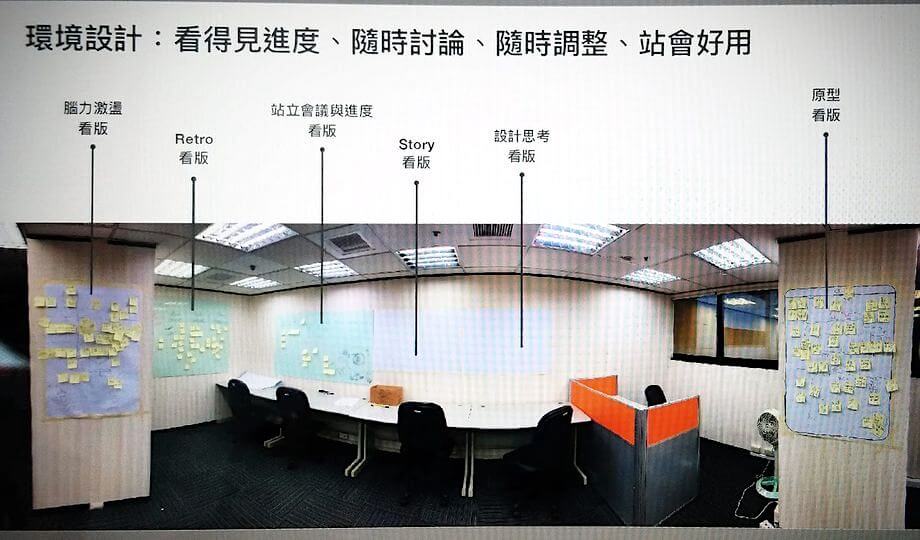 環境設計：看得見進度、隨時討論、隨時調整、站會好用
腦力激盪
看版
Retro
看版
站立會議與進度
看版
Story
看版
設計思考
看版
原型
看版